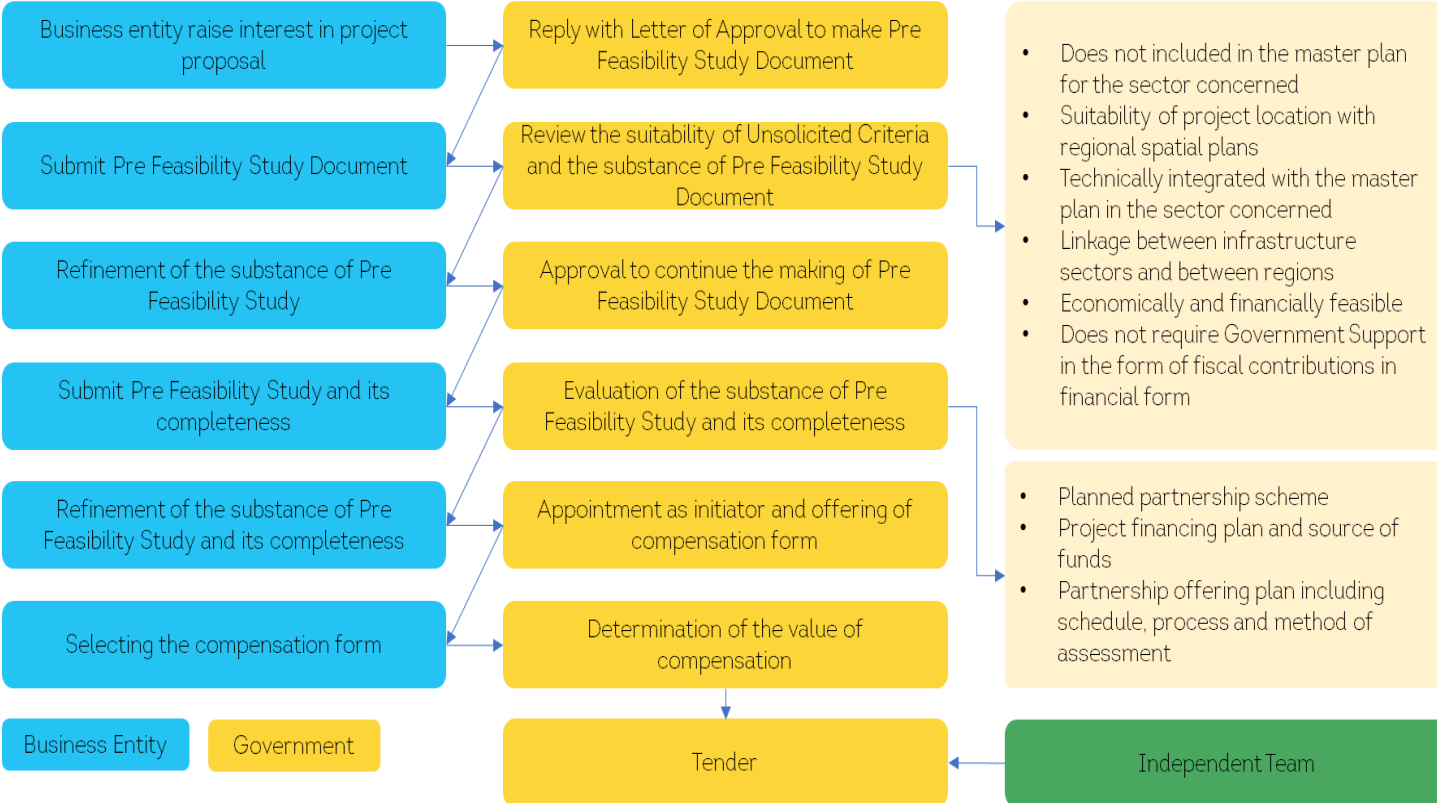 Business entity raise interest in project
proposal
Reply with Letter of Approval to make Pre
Feasibility Study Document
Submit Pre Feasibility Study Document
Review the suitability of Unsolicited Criteria
and the substance of Pre Feasibility Study
Document
• Does not included in the master plan
for the sector concerned
• Suitability of project location with
regional spatial plans
• Technically integrated with the master
plan in the sector concerned
• Linkage between infrastructure
sectors and between regions
• Economically and financially feasible
• Does not require Government Support
in the form of fiscal contributions in
financial form
Refinement of the substance of Pre
Feasibility Study
Approval to continue the making of Pre
Feasibility Study Document
Submit Pre Feasibility Study and its
completeness
Evaluation of the substance of Pre
Feasibility Study and its completeness
• Planned partnership scheme
• Project financing plan and source of
funds
• Partnership offering plan including
schedule, process and method of
assessment
Refinement of the substance of Pre
Feasibility Study and its completeness
Appointment as initiator and offering of
compensation form
Selecting the compensation form
Determination of the value of
compensation
Business Entity
Government
Tender
Independent Team